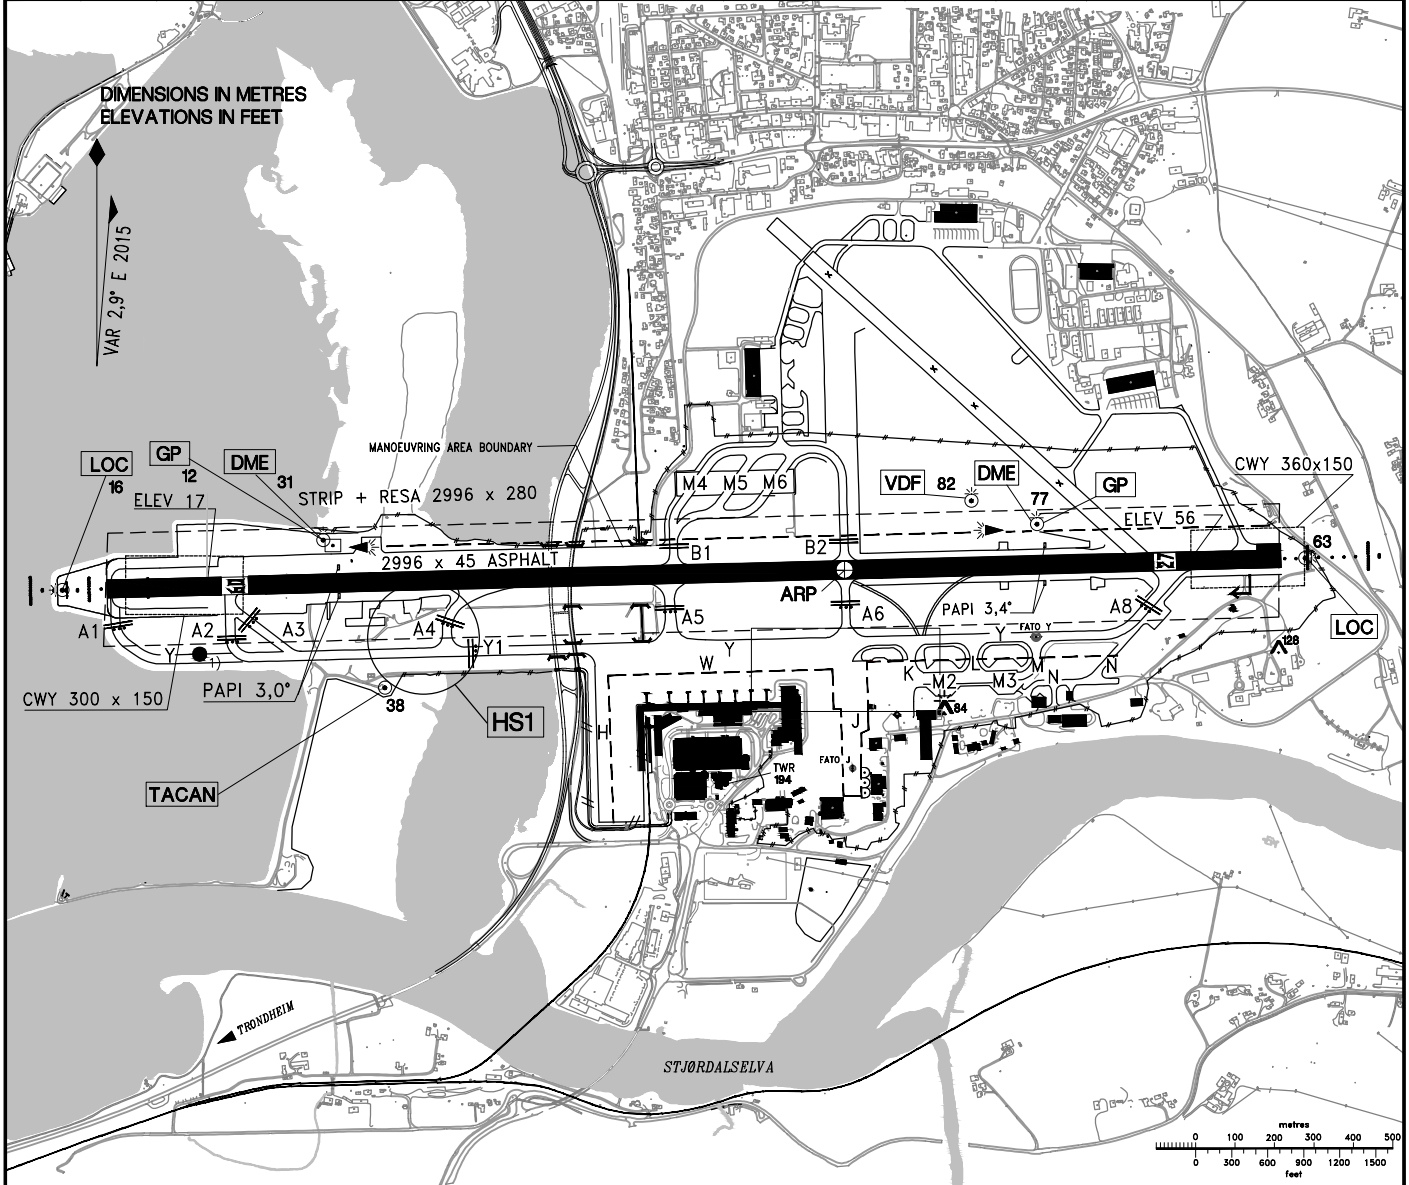 DIMENSIONS IN METRES
ELEVATIONS IN FEET
VAR 2,9° E 2015
MANOEUVRING AREA BOUNDARY
LOC
16
GP
12
DME
31
ELEV 17
STRIP + RESA 2996 x 280
2996 x 45 ASPHALT
M4 M5 M6
VDF 82
DME
77
GP
CWY 360x150
ELEV 56
63
B1
B2
09
27
ARP
A1
A2
A3
A4
A5
A6
A8
PAPI 3,4°
FATO Y
LOC
128
Y
1)
Y1
Y
Y
W
K
L
M
N
M2
M3
N
84
CWY 300 x 150
PAPI 3,0°
38
HS1
TACAN
H
J
TWR
194
FATO J
TRONDHEIM
STJØRDALSELVA
metres
0 100 200 300 400 500
0 300 600 900 1200 1500
feet